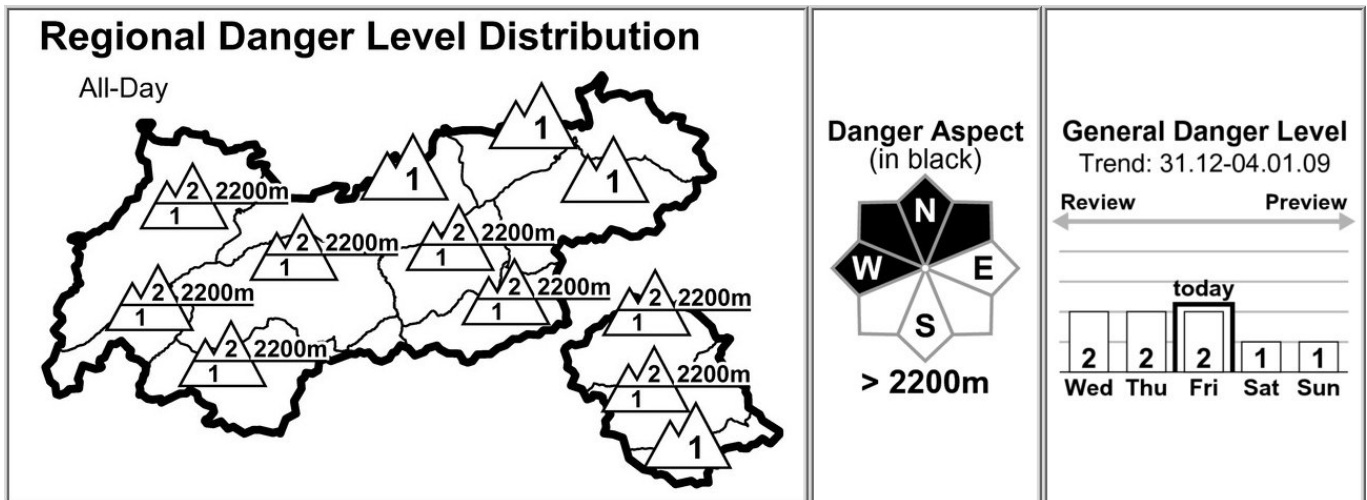 Regional Danger Level Distribution
All-Day
1
1
1
2 2200m
1
2 2200m
1
2 2200m
1
2 2200m
1
2 2200m
1
2 2200m
1
2 2200m
1
2 2200m
1
1
Danger Aspect
(in black)
N
W E
S
> 2200m
General Danger Level
Trend: 31.12-04.01.09
Review Preview
today
2 2 2 1 1
Wed Thu Fri Sat Sun